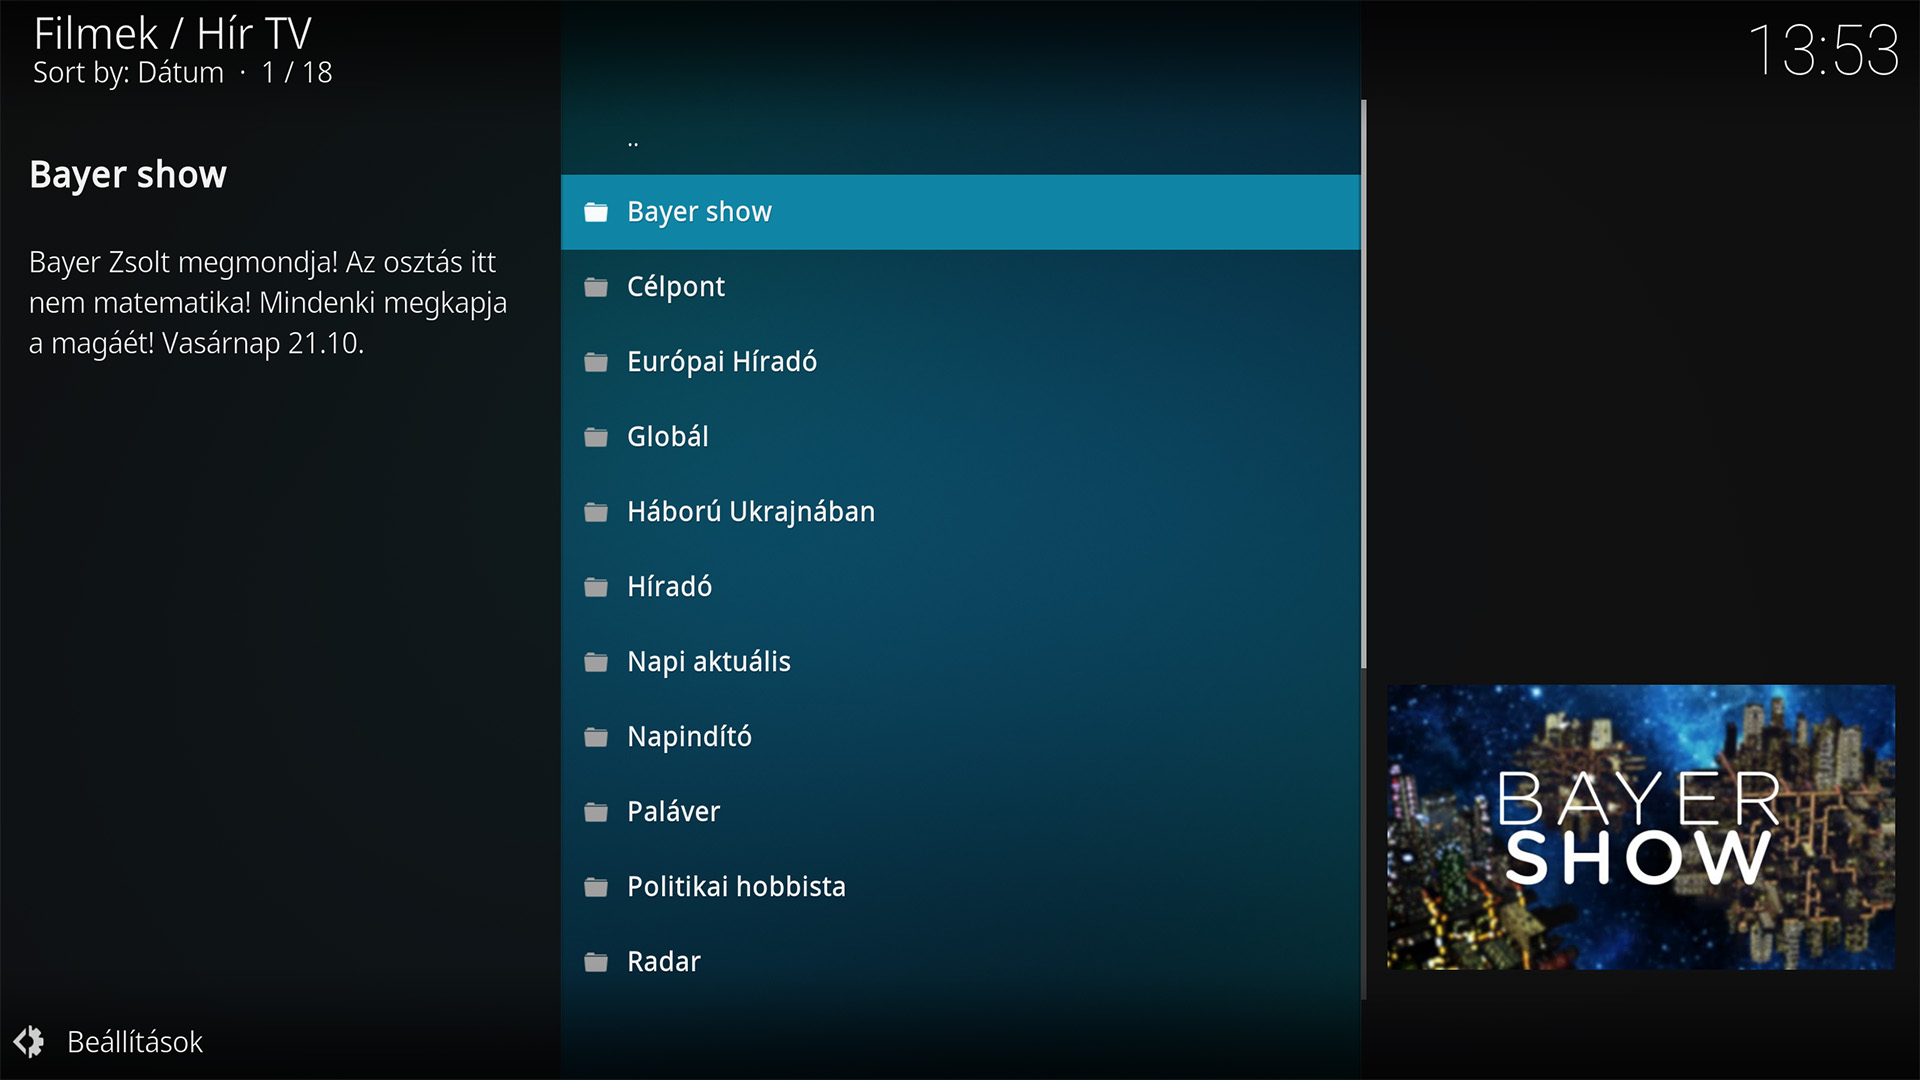 Filmek / Hír TV
Sort by: Dátum · 1 / 18
13:53
Bayer show
Bayer Zsolt megmondja! Az osztás itt
nem matematika! Mindenki megkapja
a magáét! Vasárnap 21.10.
..
Bayer show
Célpont
Európai Híradó
Globál
Háború Ukrajnában
Híradó
Napi aktuális
Napindító
Paláver
Politikai hobbista
Radar
BAYER
SHOW
Beállítások